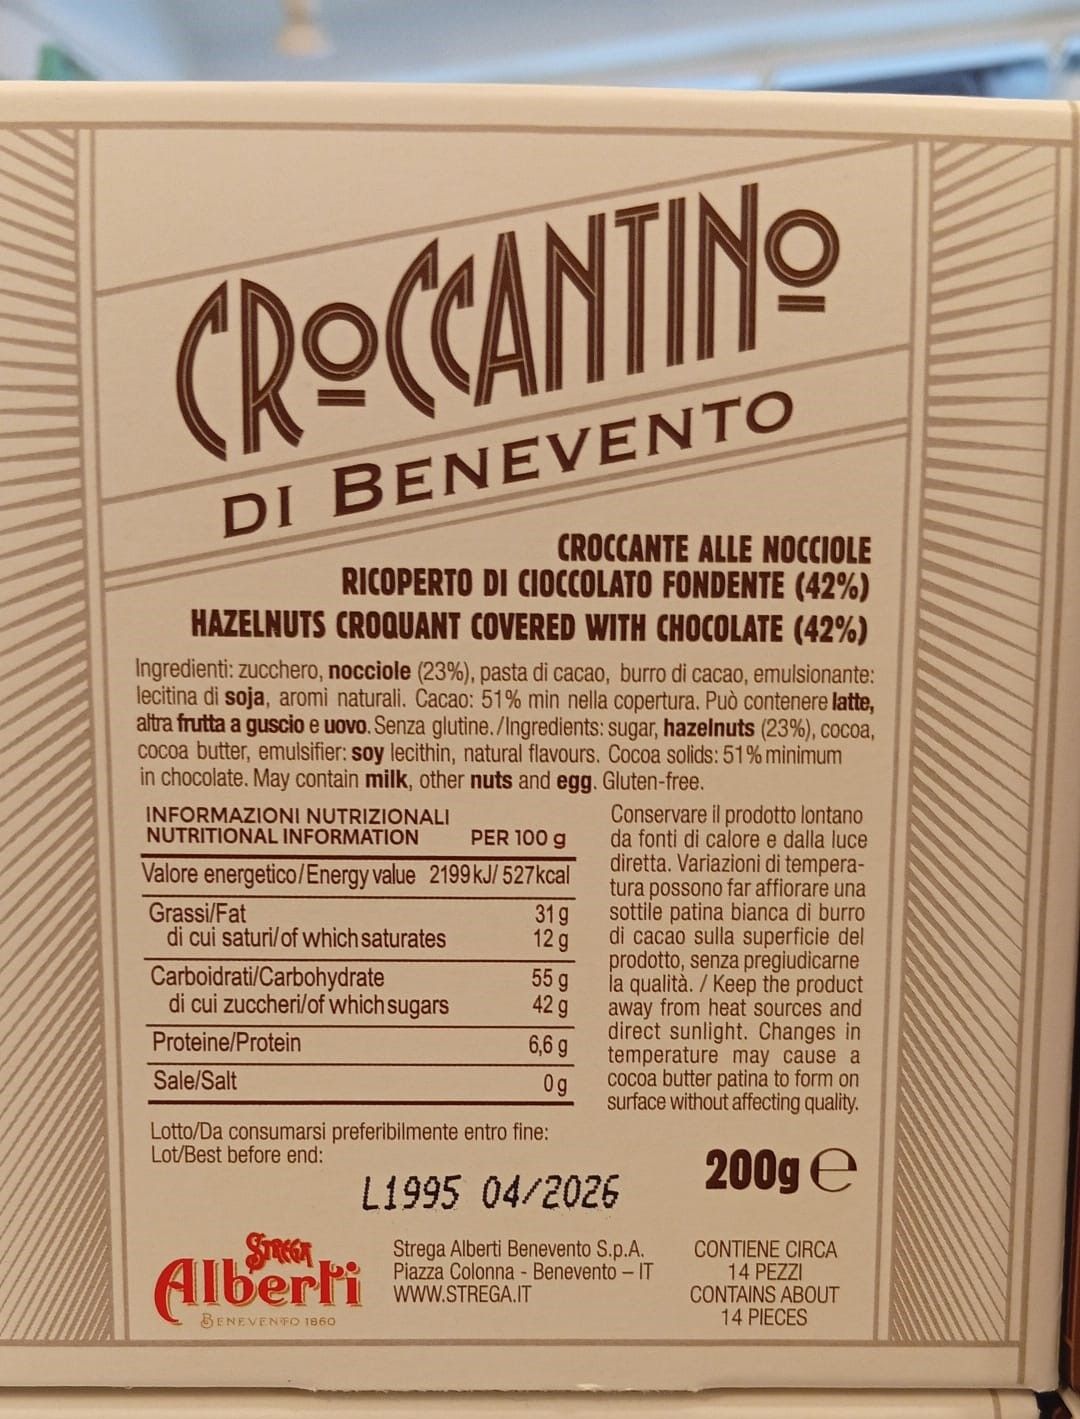 CROCCANTINO
DI BENEVENTO
CROCCANTE ALLE NOCCIOLE
RICOPERTO DI CIOCCOLATO FONDENTE (42%)
HAZELNUTS CROQUANT COVERED WITH CHOCOLATE (42%)
Ingredienti: zucchero, nocciole (23%), pasta di cacao, burro di cacao, emulsionante:
lecitina di soja, aromi naturali. Cacao: 51% min nella copertura. Può contenere latte,
altra frutta a guscio e uovo. Senza glutine./Ingredients: sugar, hazelnuts (23%), cocoa,
cocoa butter, emulsifier: soy lecithin, natural flavours. Cocoa solids: 51% minimum
in chocolate. May contain milk, other nuts and egg. Gluten-free.
INFORMAZIONI NUTRIZIONALI
NUTRITIONAL INFORMATION PER 100 g
Valore energetico/Energy value 2199 kJ/ 527kcal
Grassi/Fat 31 g
di cui saturi/of which saturates 12 g
Carboidrati/Carbohydrate 55 g
di cui zuccheri/of which sugars 42 g
Proteine/Protein 6,6 g
Sale/Salt 0 g
Conservare il prodotto lontano
da fonti di calore e dalla luce
diretta. Variazioni di tempera-
tura possono far affiorare una
sottile patina bianca di burro
di cacao sulla superficie del
prodotto, senza pregiudicarne
la qualità. / Keep the product
away from heat sources and
direct sunlight. Changes in
temperature may cause a
cocoa butter patina to form on
surface without affecting quality.
Lotto/Da consumarsi preferibilmente entro fine:
Lot/Best before end:
L1995 04/2026
200g e
STREGA
Alberti
BENEVENTO 1860
Strega Alberti Benevento S.p.A.
Piazza Colonna - Benevento – IT
WWW.STREGA.IT
CONTIENE CIRCA
14 PEZZI
CONTAINS ABOUT
14 PIECES